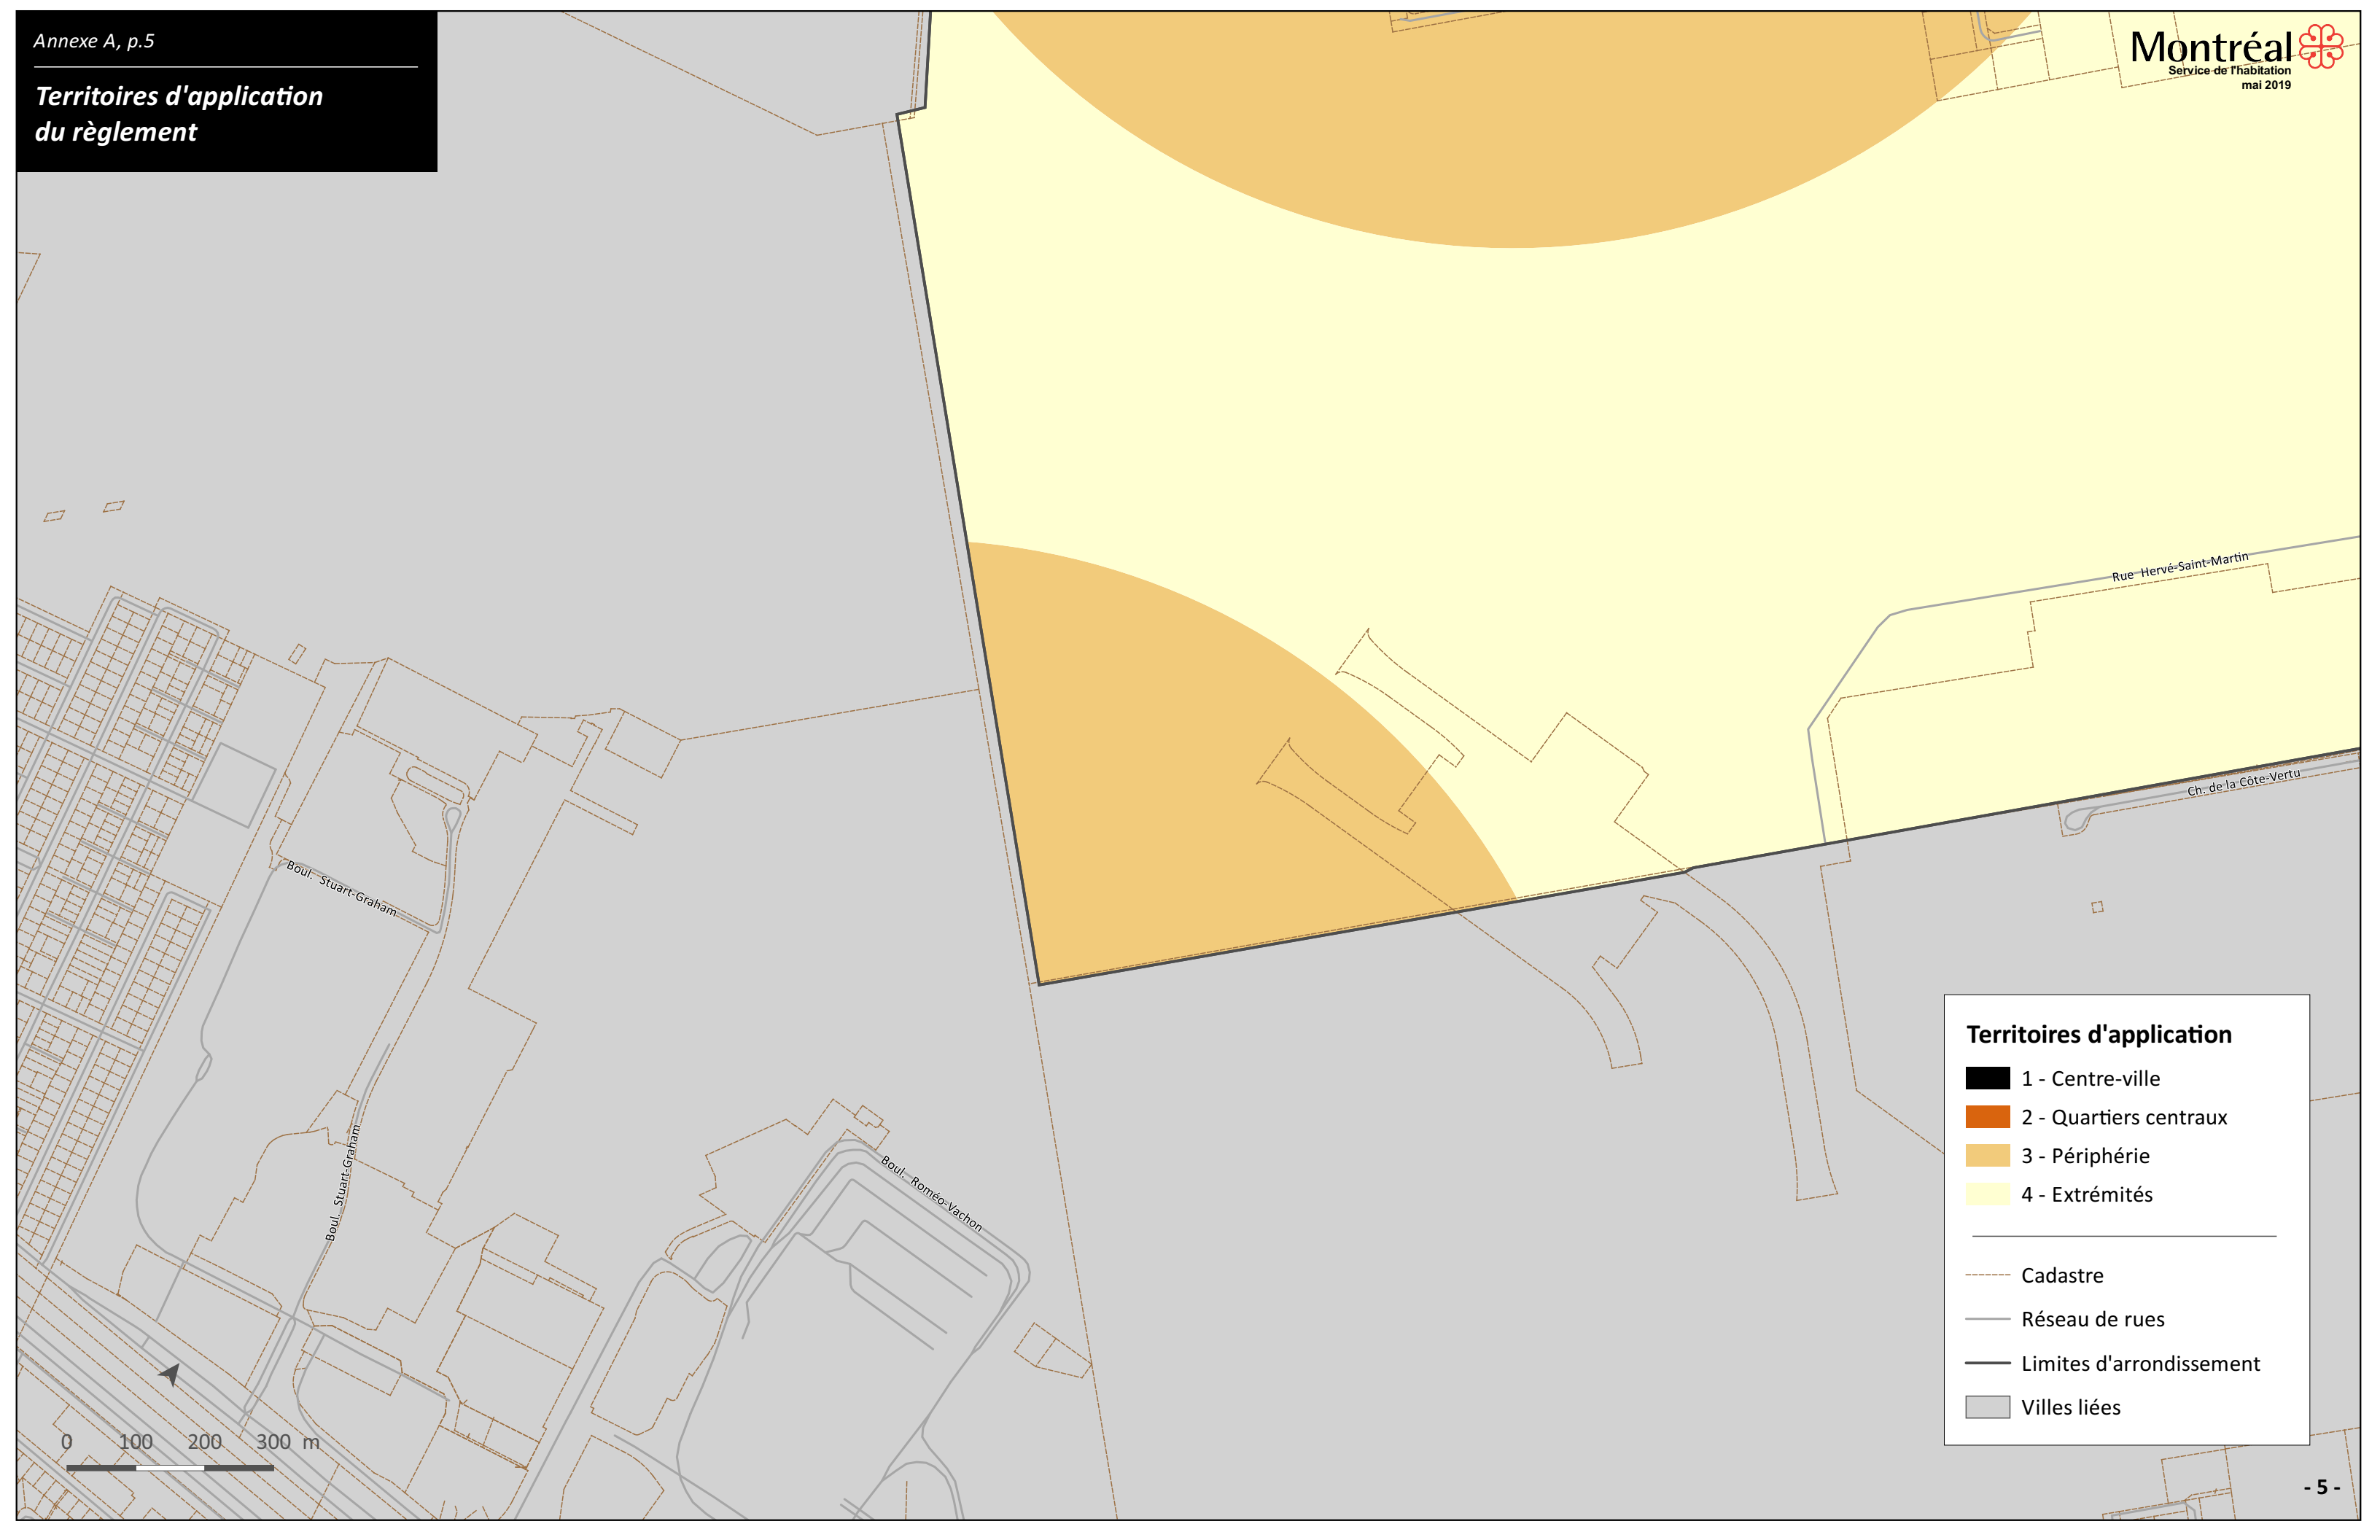 Annexe A, p.5
Territoires d'application
du règlement
Montréal
Service de l'habitation
mai 2019
Rue Hervé-Saint-Martin
Ch. de la Côte-Vertu
Boul. Stuart-Graham
Boul. Stuart-Graham
Boul. Roméo-Vachon
Territoires d'application
1 - Centre-ville
2 - Quartiers centraux
3 - Périphérie
4 - Extrémités
Cadastre
Réseau de rues
Limites d'arrondissement
Villes liées
0 100 200 300 m
- 5 -